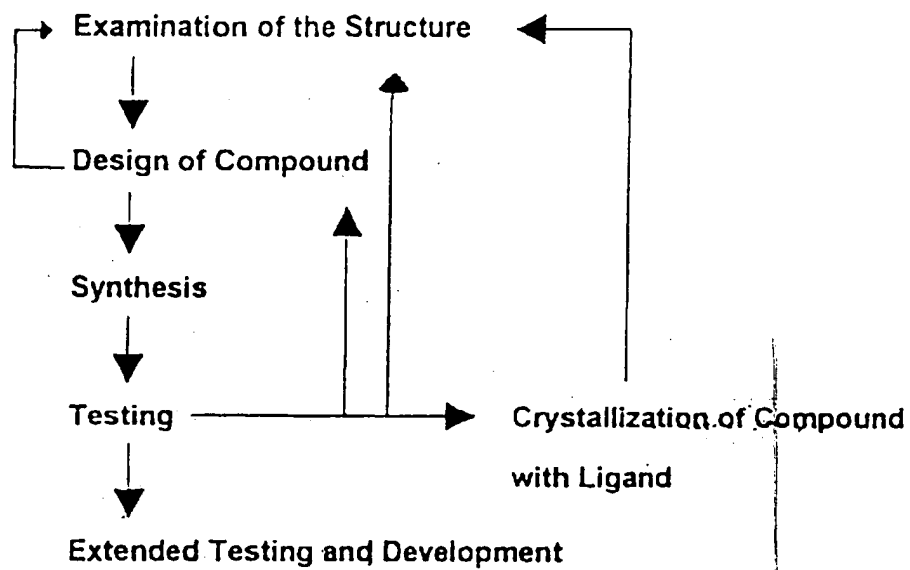 Examination of the Structure
Design of Compound
Synthesis
Testing
Crystallization of Compound
with Ligand
Extended Testing and Development